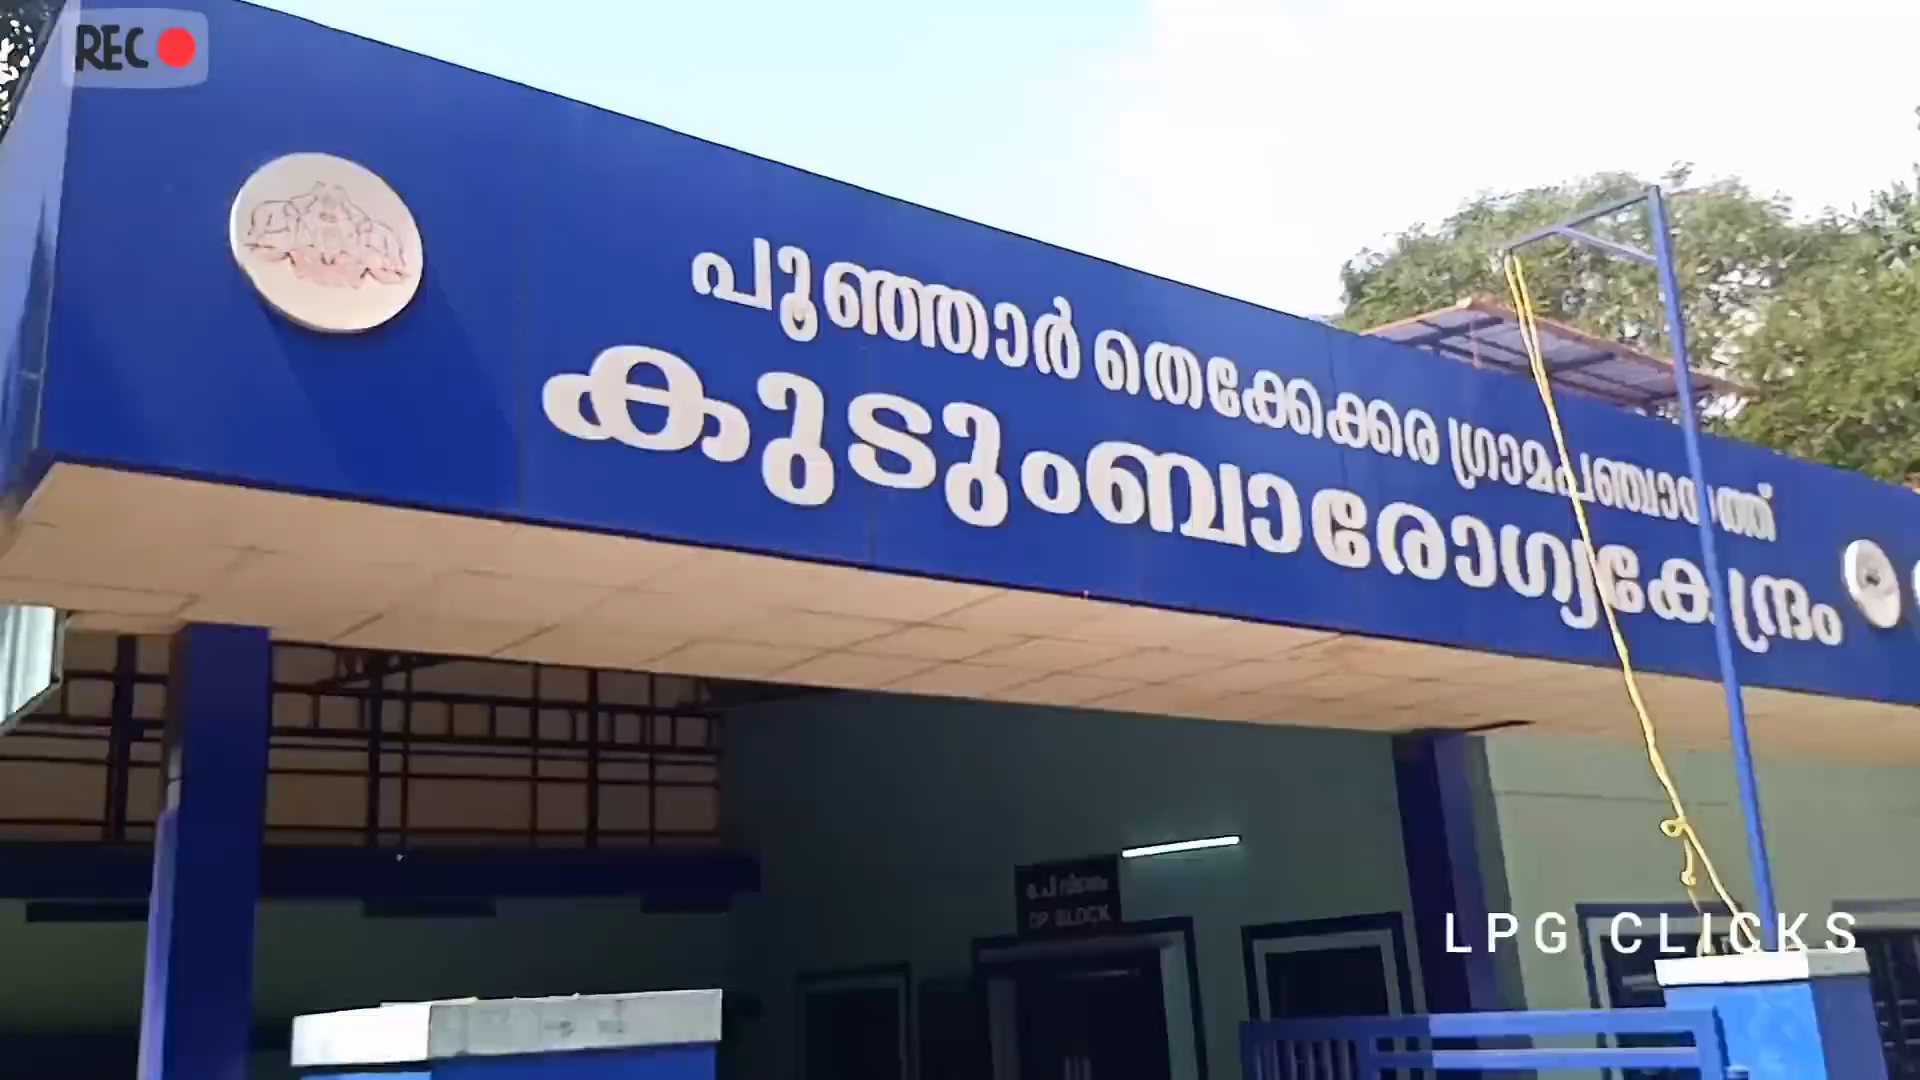 REC
പൂഞ്ഞാർ തെക്കേക്കര ഗ്രാമപഞ്ചായത്ത്
കുടുംബാരോഗ്യകേന്ദ്രം
ഒ.പി വിഭാഗം
OP BLOCK
LPG CLICKS